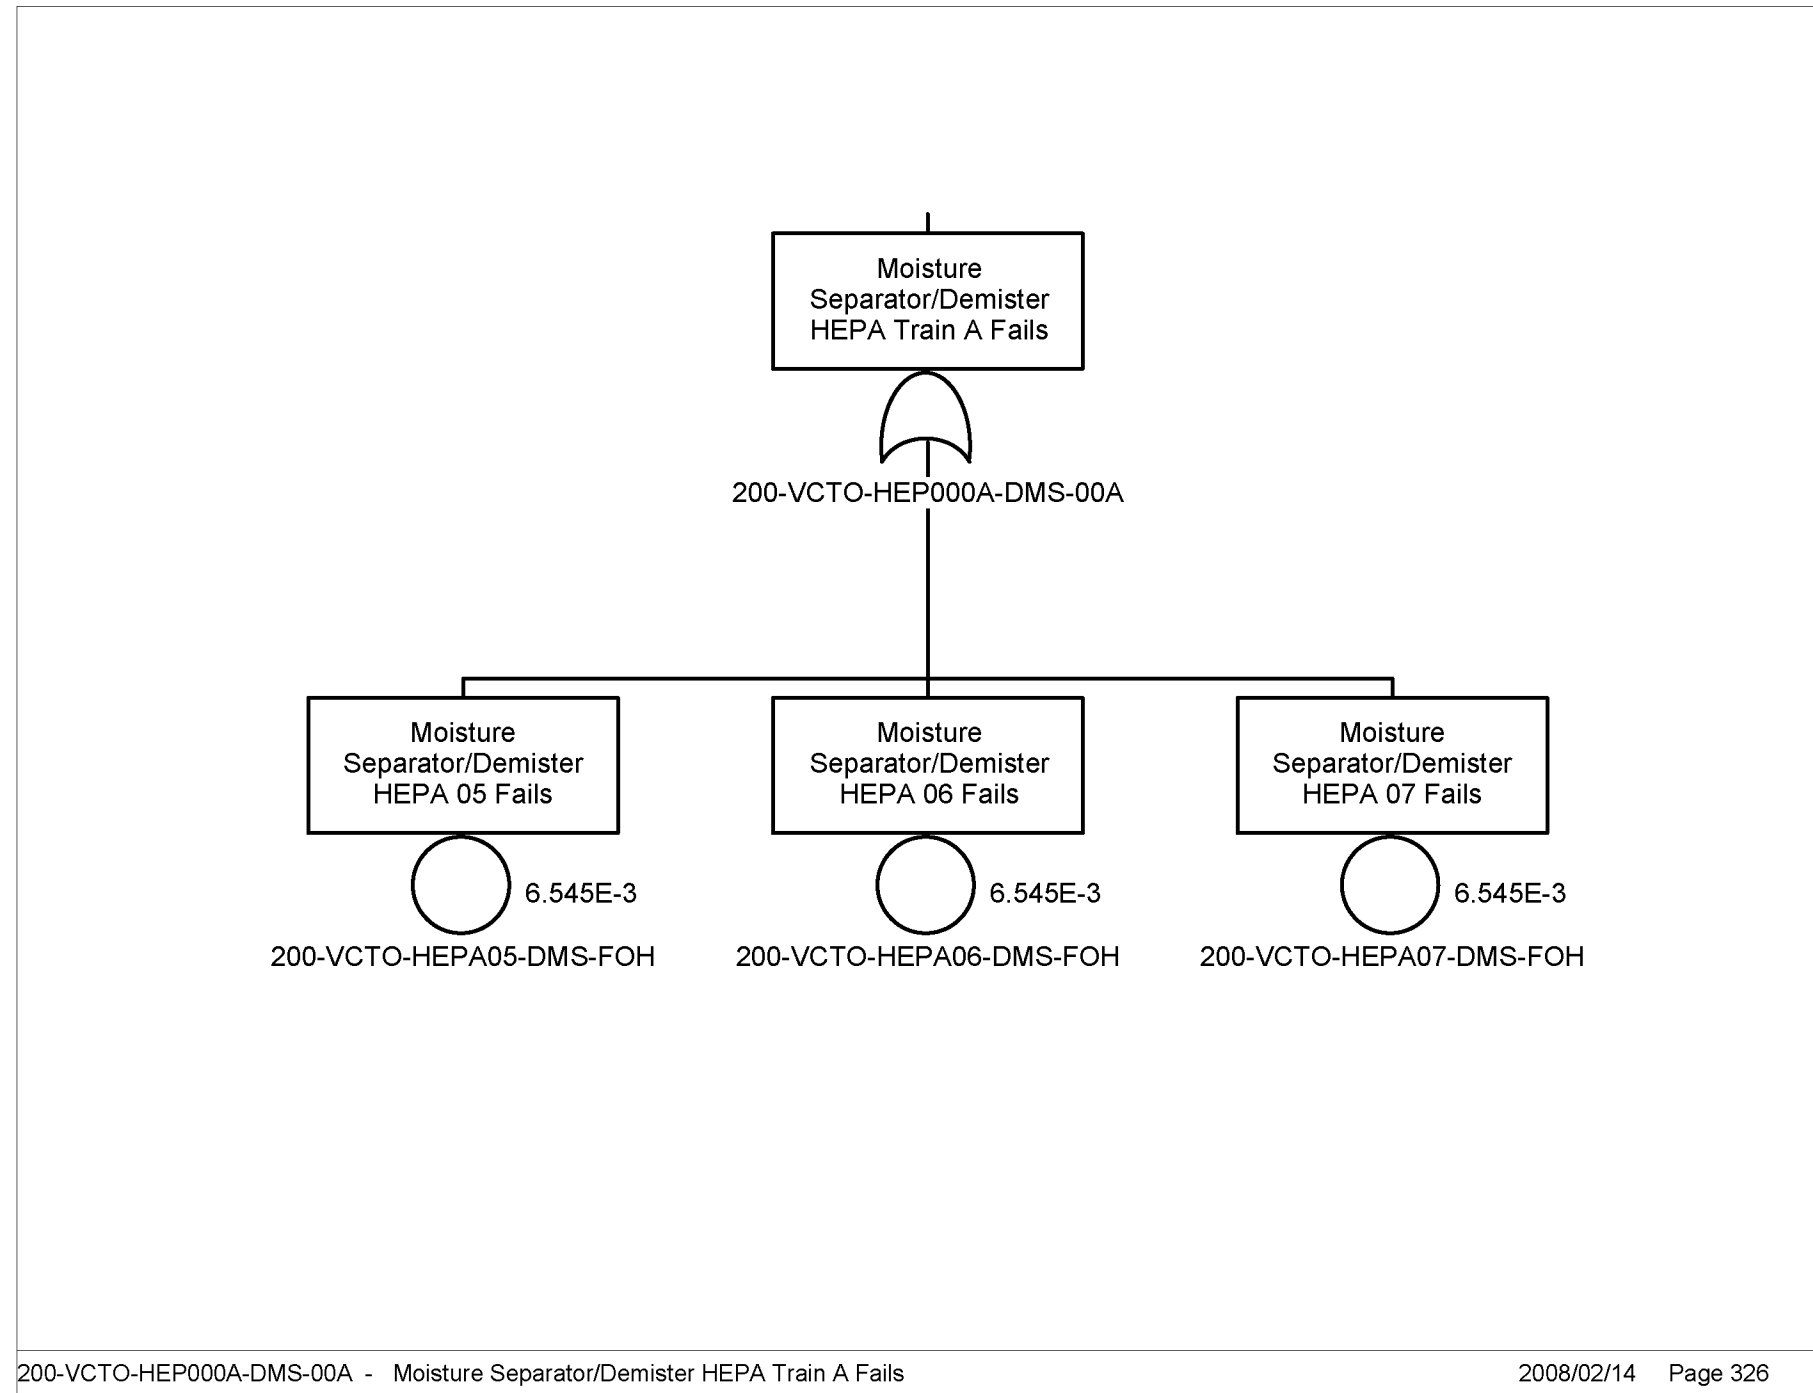 Moisture
Separator/Demister
HEPA Train A Fails
200-VCTO-HEP000A-DMS-00A
Moisture
Separator/Demister
HEPA 05 Fails
6.545E-3
200-VCTO-HEPA05-DMS-FOH
Moisture
Separator/Demister
HEPA 06 Fails
6.545E-3
200-VCTO-HEPA06-DMS-FOH
Moisture
Separator/Demister
HEPA 07 Fails
6.545E-3
200-VCTO-HEPA07-DMS-FOH
200-VCTO-HEP000A-DMS-00A - Moisture Separator/Demister HEPA Train A Fails
2008/02/14 Page 326